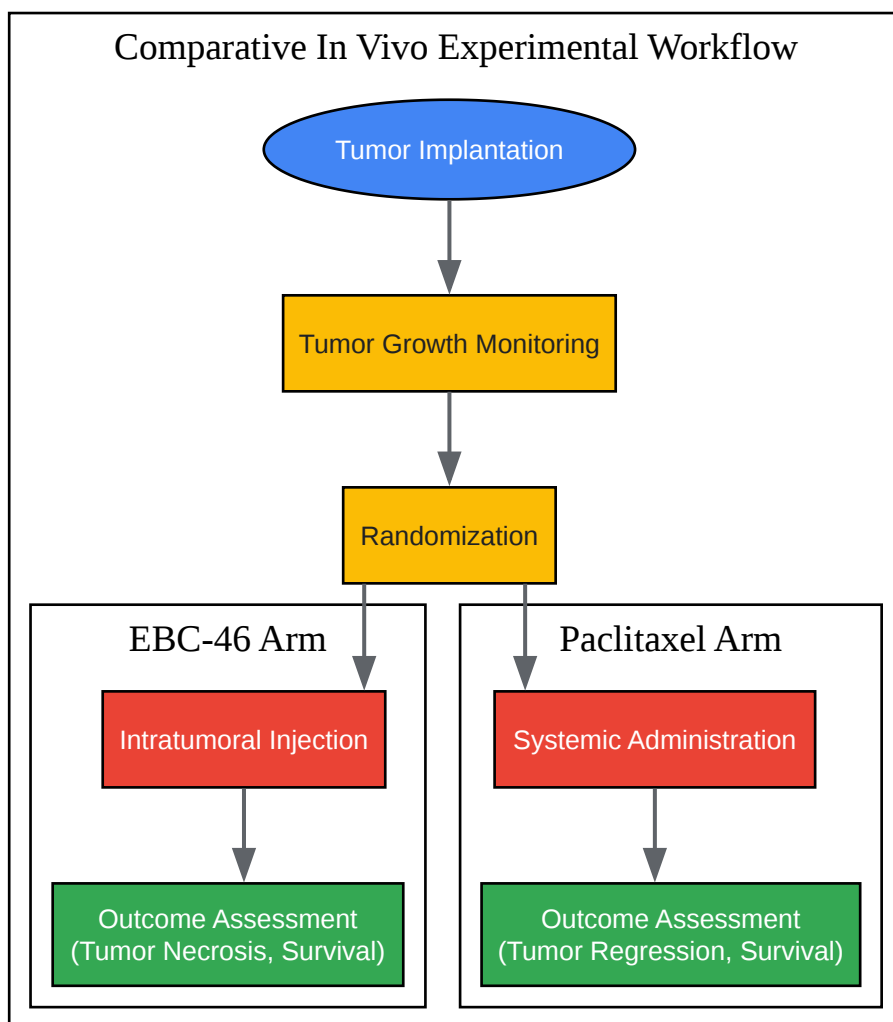 Comparative In Vivo Experimental Workflow
Tumor Implantation
Tumor Growth Monitoring
Randomization
EBC-46 Arm
Intratumoral Injection
Outcome Assessment
(Tumor Necrosis, Survival)
Paclitaxel Arm
Systemic Administration
Outcome Assessment
(Tumor Regression, Survival)